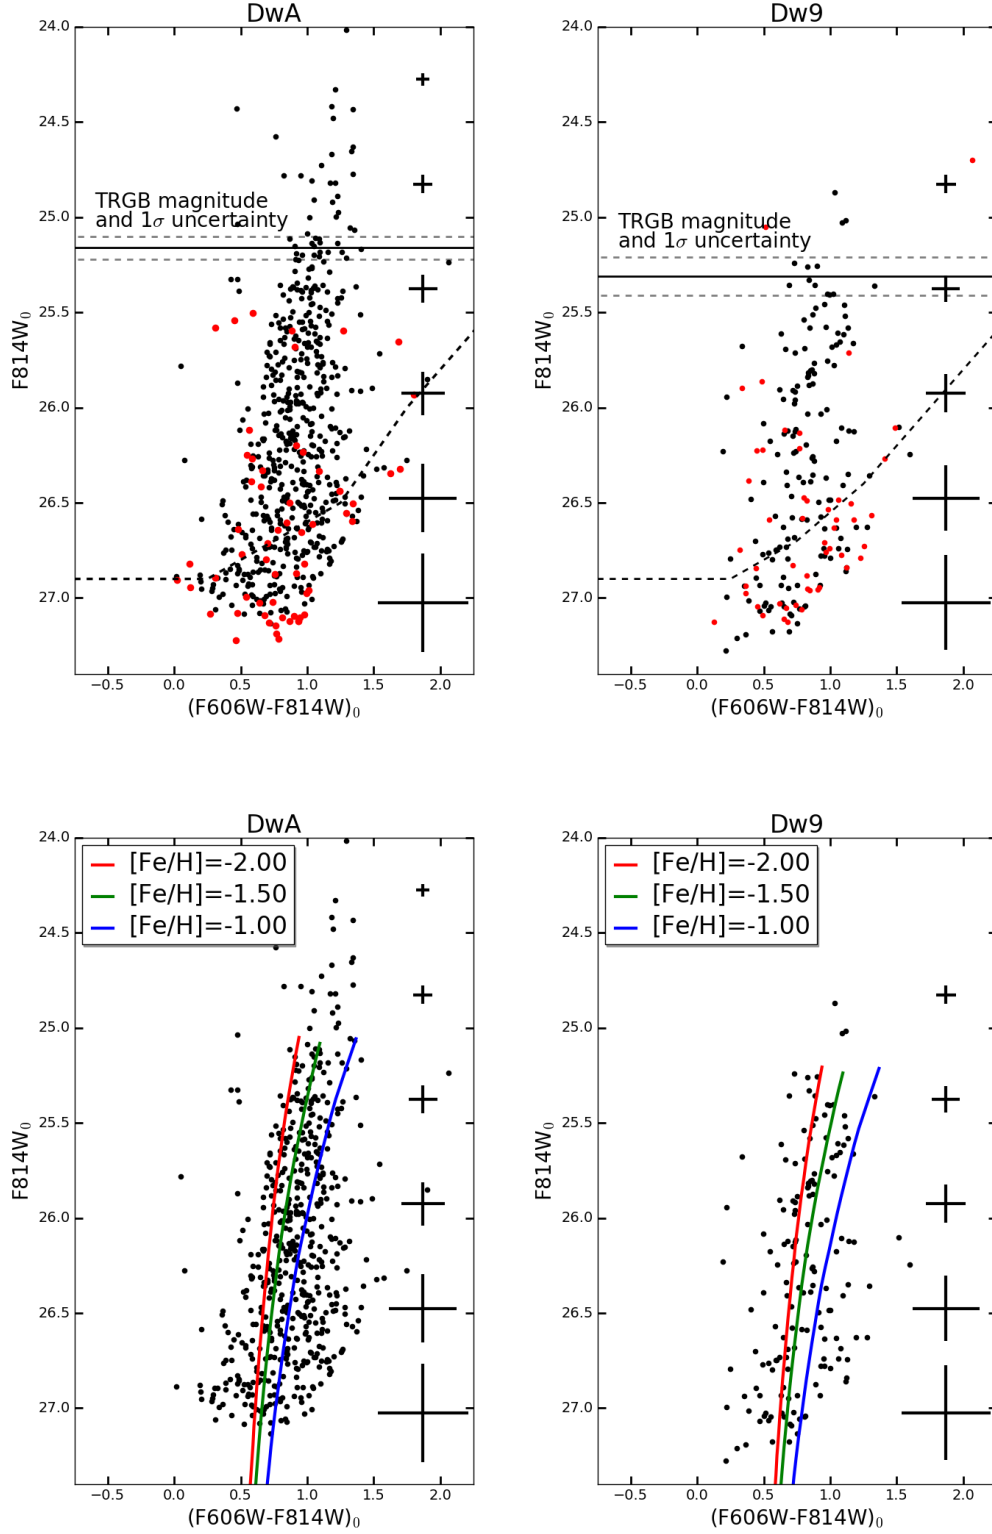 DwA
24.0
24.5
25.0
25.5
26.0
26.5
27.0
F814W₀
TRGB magnitude
and 1σ uncertainty
−0.5 0.0 0.5 1.0 1.5 2.0
(F606W-F814W)₀
Dw9
24.0
24.5
25.0
25.5
26.0
26.5
27.0
F814W₀
TRGB magnitude
and 1σ uncertainty
−0.5 0.0 0.5 1.0 1.5 2.0
(F606W-F814W)₀
DwA
24.0
24.5
25.0
25.5
26.0
26.5
27.0
F814W₀
[Fe/H]=-2.00
[Fe/H]=-1.50
[Fe/H]=-1.00
−0.5 0.0 0.5 1.0 1.5 2.0
(F606W-F814W)₀
Dw9
24.0
24.5
25.0
25.5
26.0
26.5
27.0
F814W₀
[Fe/H]=-2.00
[Fe/H]=-1.50
[Fe/H]=-1.00
−0.5 0.0 0.5 1.0 1.5 2.0
(F606W-F814W)₀